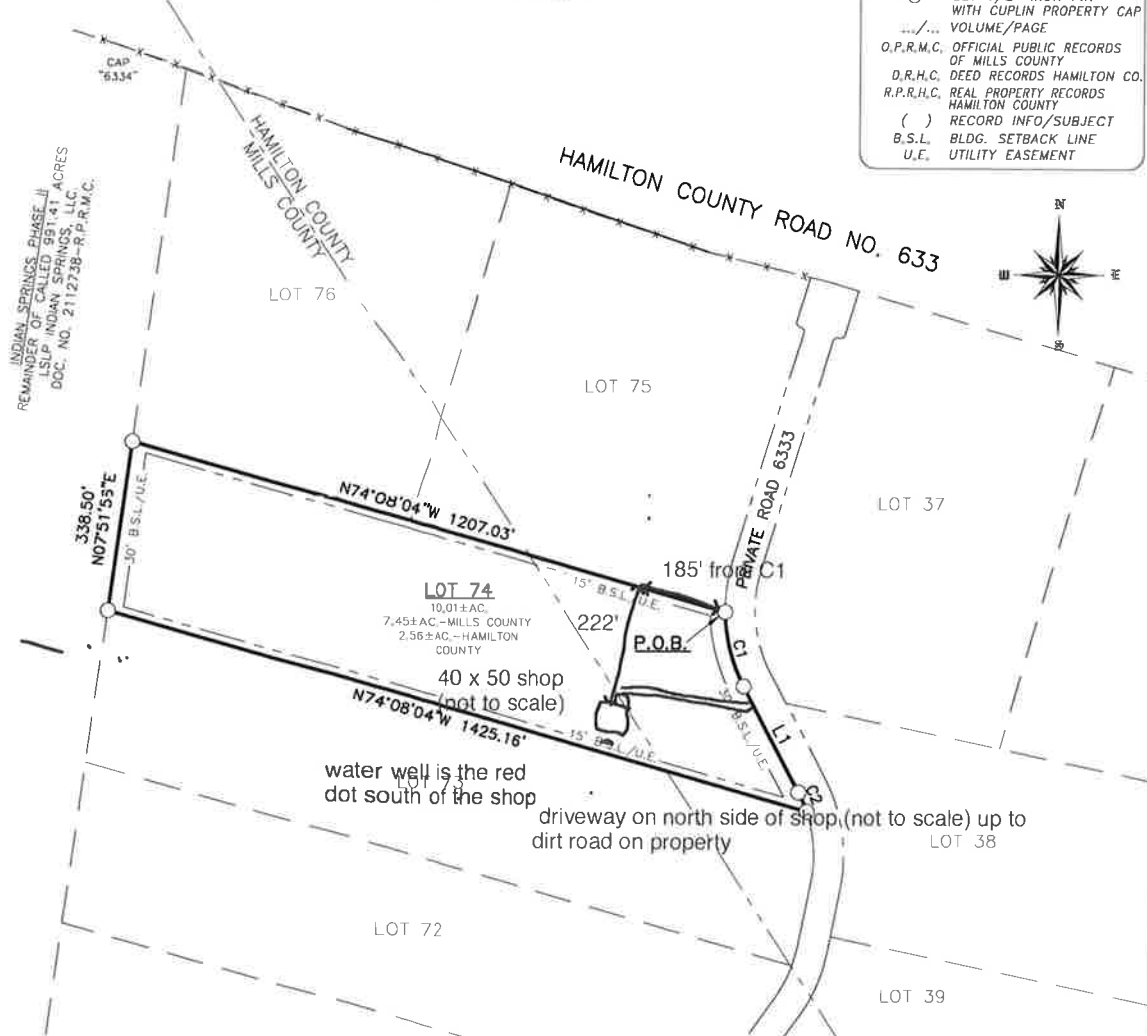 WITH CUPLIN PROPERTY CAP
.../... VOLUME/PAGE
O.P.R.M.C. OFFICIAL PUBLIC RECORDS
OF MILLS COUNTY
D.R.H.C. DEED RECORDS HAMILTON CO.
R.P.R.H.C. REAL PROPERTY RECORDS
HAMILTON COUNTY
( ) RECORD INFO/SUBJECT
B.S.L. BLDG. SETBACK LINE
U.E. UTILITY EASEMENT
CAP
"6334"
HAMILTON COUNTY
MILLS COUNTY
HAMILTON COUNTY ROAD NO. 633
N
W
E
S
INDIAN SPRINGS PHASE II
REMAINDER OF CALLED 991.41 ACRES
LSLP INDIAN SPRINGS, LLC.
DOC. NO. 2112738-R.P.R.M.C.
LOT 76
LOT 75
PRIVATE ROAD 6333
LOT 37
338.50'
N07°51'53"E
30' B.S.L./U.E.
N74°08'04"W 1207.03'
15' B.S.L./U.E.
185' from C1
LOT 74
10.01±AC.
7.45±AC.-MILLS COUNTY
2.56±AC.-HAMILTON
COUNTY
222'
P.O.B.
C1
40 x 50 shop
(not to scale)
30' B.S.L./U.E.
L1
N74°08'04"W 1425.16'
15' B.S.L./U.E.
C2
water well is the red
LOT 73
dot south of the shop
driveway on north side of shop (not to scale) up to
dirt road on property
LOT 38
LOT 72
LOT 39